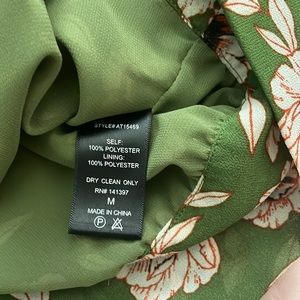 STYLE# AT15469
SELF:
100% POLYESTER
LINING:
100% POLYESTER
DRY CLEAN ONLY
RN# 141397
M
MADE IN CHINA
P